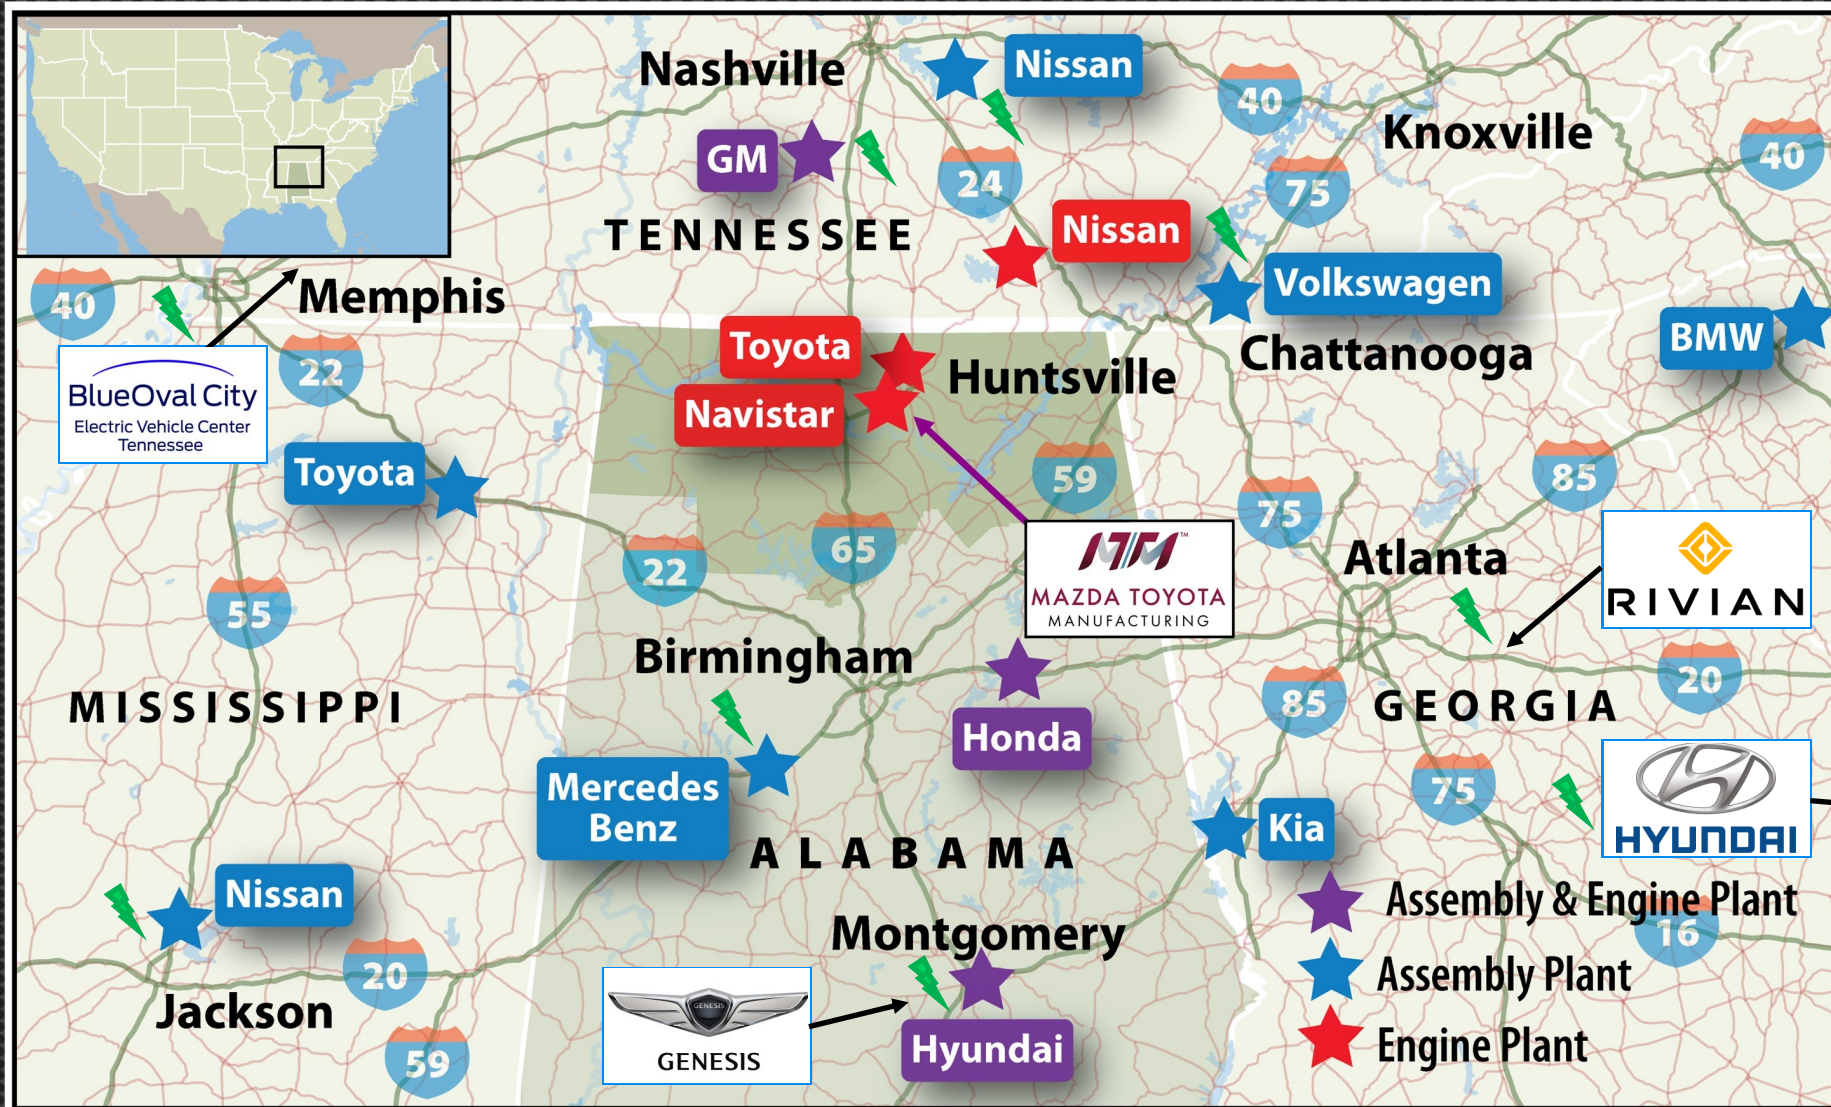 Nashville
Nissan
40
Knoxville
40
GM
24
75
TENNESSEE
Nissan
Volkswagen
40
Memphis
BMW
Toyota
Huntsville
Chattanooga
22
BlueOval City
Electric Vehicle Center
Tennessee
Navistar
Toyota
59
85
75
22
65
MTM™
MAZDA TOYOTA
MANUFACTURING
Atlanta
RIVIAN
55
Birmingham
MISSISSIPPI
85
GEORGIA
20
Honda
Mercedes
Benz
75
HYUNDAI
Kia
ALABAMA
Nissan
Montgomery
Assembly & Engine Plant
16
20
Assembly Plant
Jackson
GENESIS
GENESIS
Hyundai
59
Engine Plant